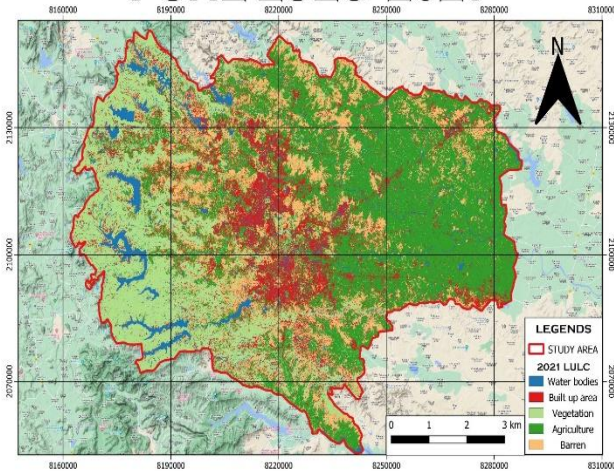 8160000 8190000 8220000 8250000 8280000 8310000
N
2130000 2130000
2100000 2100000
2070000 2070000
LEGENDS
STUDY AREA
2021 LULC
Water bodies
Built up area
Vegetation
Agriculture
Barren
0 1 2 3 km
8160000 8190000 8220000 8250000 8280000 8310000